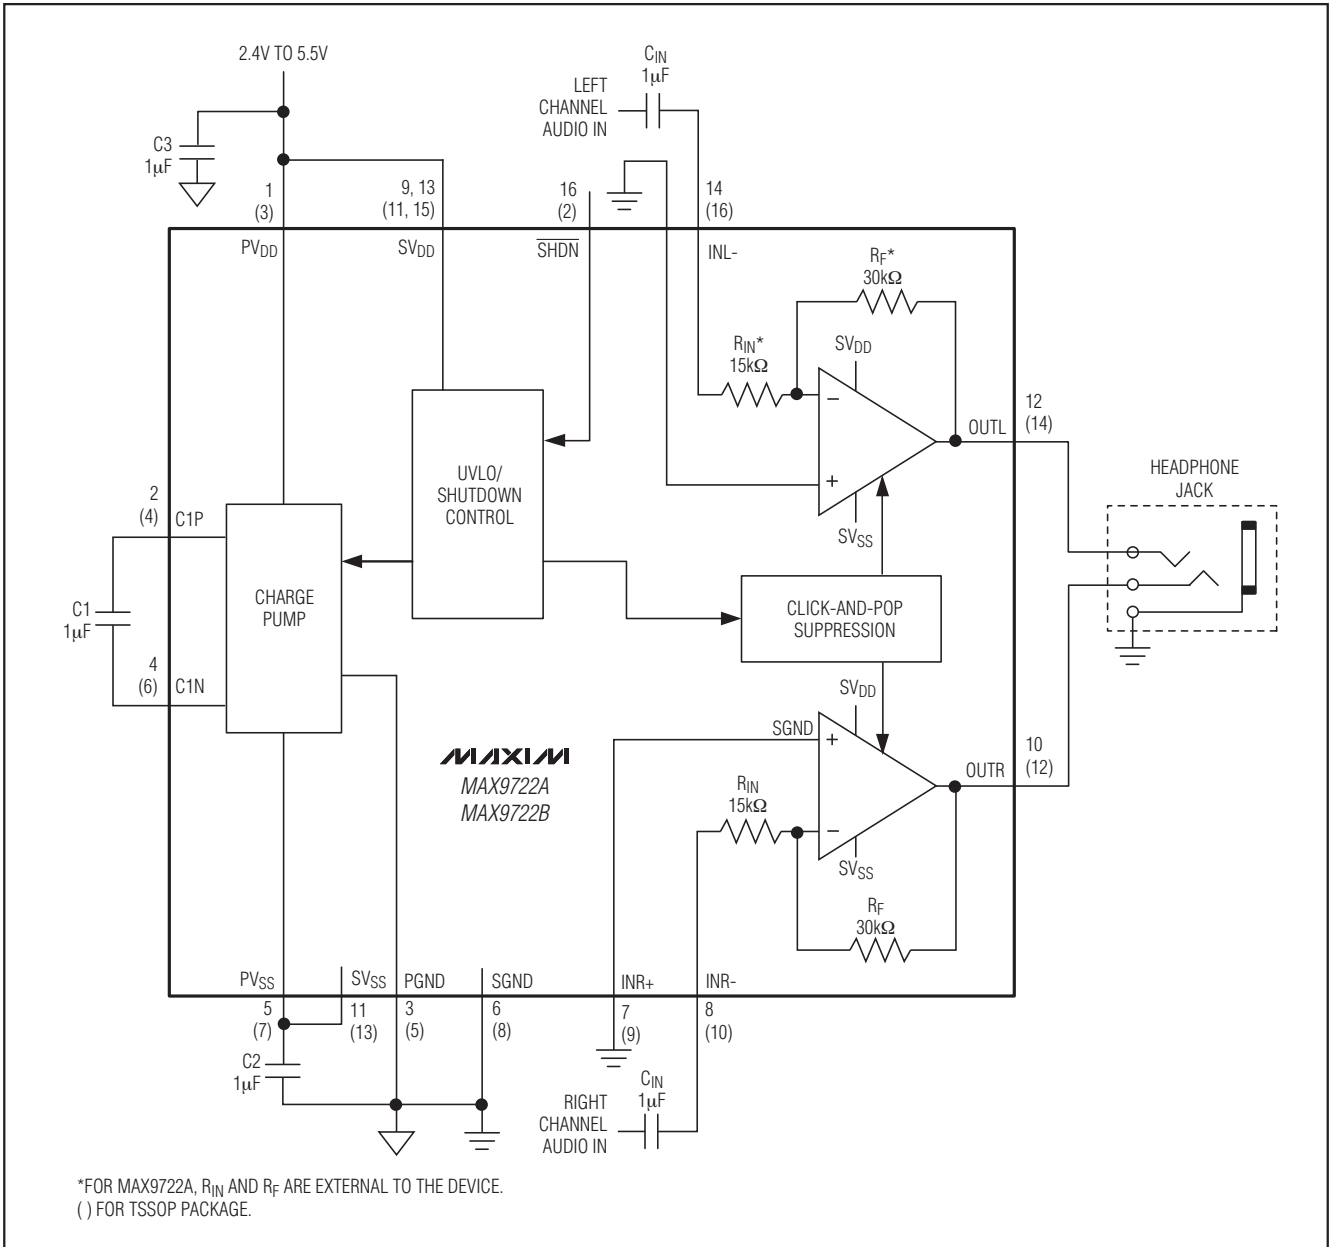 2.4V TO 5.5V
C3
1µF
1
(3)
9, 13
(11, 15)
16
(2)
LEFT
CHANNEL
AUDIO IN
CIN
1µF
14
(16)
PVDD
SVDD
SHDN
INL-
RF*
30kΩ
RIN*
15kΩ
SVDD
−
+
SVSS
OUTL
12
(14)
HEADPHONE
JACK
UVLO/
SHUTDOWN
CONTROL
2
(4)
C1P
C1
1µF
4
(6)
C1N
CHARGE
PUMP
CLICK-AND-POP
SUPPRESSION
MAXIM
MAX9722A
MAX9722B
SVDD
SGND
+
−
SVSS
OUTR
10
(12)
RIN
15kΩ
RF
30kΩ
PVSS
SVSS
PGND
SGND
INR+
INR-
5
(7)
11
(13)
3
(5)
6
(8)
7
(9)
8
(10)
C2
1µF
RIGHT
CHANNEL
AUDIO IN
CIN
1µF
*FOR MAX9722A, RIN AND RF ARE EXTERNAL TO THE DEVICE.
( ) FOR TSSOP PACKAGE.